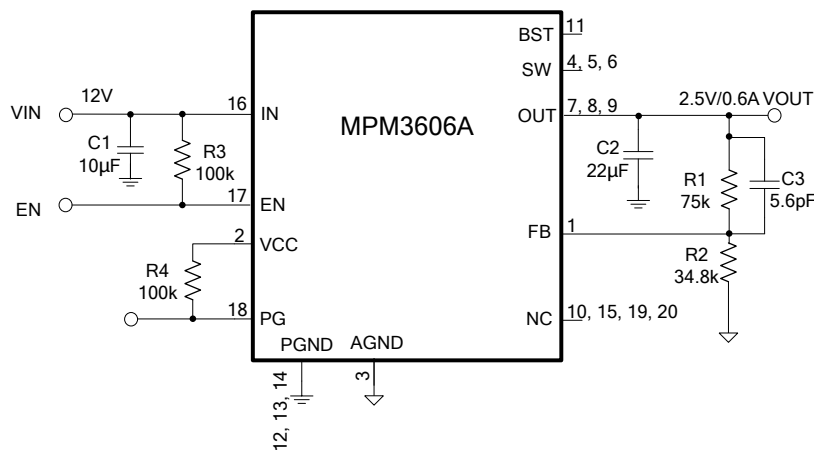 BST
11
SW
4, 5, 6
VIN
12V
16
IN
MPM3606A
OUT
7, 8, 9
2.5V/0.6A VOUT
C1
10µF
R3
100k
C2
22µF
R1
75k
C3
5.6pF
EN
17
EN
2
VCC
FB
1
R4
100k
R2
34.8k
18
PG
NC
10, 15, 19, 20
PGND
AGND
12, 13, 14
3